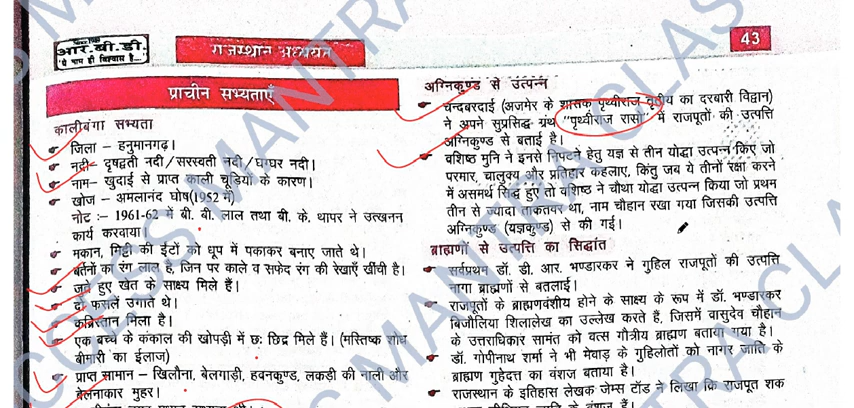 Since 1981
आर.बी.डी.
"ये नाम ही विश्वास है..."
राजस्थान अध्ययन
43
प्राचीन सभ्यताएँ
कालीबंगा सभ्यता
जिला – हनुमानगढ़।
नदी– दृषद्वती नदी/सरस्वती नदी/घग्घर नदी।
नाम– खुदाई से प्राप्त काली चूडियो के कारण।
खोज – अमलानंद घोष(1952 में)
नोट :– 1961-62 में बी. वी. लाल तथा बी. के. थापर ने उत्खनन
कार्य करवाया।
मकान, मिट्टी की ईटों को धूप में पकाकर बनाए जाते थे।
बर्तनों का रंग लाल है, जिन पर काले व सफेद रंग की रेखाएँ खींची है।
जुते हुए खेत के साक्ष्य मिले हैं।
दो फसलें उगाते थे।
कब्रिस्तान मिला है।
एक बच्चे के कंकाल की खोपड़ी में छः छिद्र मिले हैं। (मस्तिष्क शोध
बीमारी का ईलाज)
प्राप्त सामान – खिलौना, बेलगाड़ी, हवनकुण्ड, लकड़ी की नाली और
बेलनाकार मुहर।
अग्निकुण्ड से उत्पन्न
चन्दबरदाई (अजमेर के शासक पृथ्वीराज तृतीय का दरबारी विद्वान)
ने अपने सुप्रसिद्ध ग्रंथ "पृथ्वीराज रासो" में राजपूतों की उत्पत्ति
अग्निकुण्ड से बताई है।
वशिष्ठ मुनि ने इनसे निपटने हेतु यज्ञ से तीन योद्धा उत्पन्न किए जो
परमार, चालुक्य और प्रतिहार कहलाए, किंतु जब ये तीनों रक्षा करने
में असमर्थ सिद्ध हुए तो वशिष्ठ ने चौथा योद्धा उत्पन्न किया जो प्रथम
तीन से ज्यादा ताकतवर था, नाम चौहान रखा गया जिसकी उत्पत्ति
अग्निकुण्ड (यज्ञकुण्ड) से की गई।
ब्राह्मणों से उत्पत्ति का सिद्धांत
सर्वप्रथम डॉ. डी. आर. भण्डारकर ने गुहिल राजपूतों की उत्पत्ति
नागा ब्राह्मणों से बतलाई।
राजपूतों के ब्राह्मणवंशीय होने के साक्ष्य के रूप में डॉ. भण्डारकर
बिजौलिया शिलालेख का उल्लेख करते हैं, जिसमें वासुदेव चौहान
के उत्तराधिकार सामंत को वत्स गौत्रीय ब्राह्मण बताया गया है।
डॉ. गोपीनाथ शर्मा ने भी मेवाड़ के गुहिलोतों को नागर जाति के
ब्राह्मण गुहेदत्त का वंशज बताया है।
राजस्थान के इतिहास लेखक जेम्स टॉड ने लिखा कि राजपूत शक